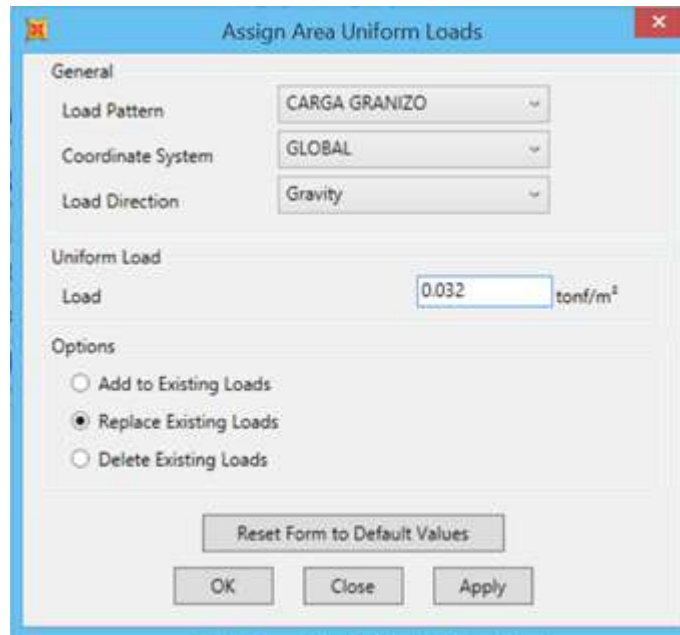 Assign Area Uniform Loads
General
Load Pattern CARGA GRANIZO
Coordinate System GLOBAL
Load Direction Gravity
Uniform Load
Load 0.032 tonf/m²
Options
Add to Existing Loads
Replace Existing Loads
Delete Existing Loads
Reset Form to Default Values
OK Close Apply